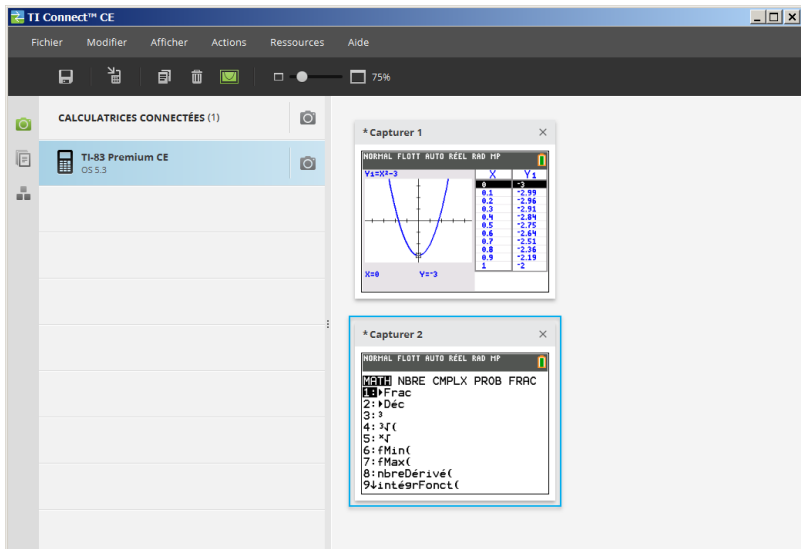 TI Connect™ CE
Fichier Modifier Afficher Actions Ressources Aide
75%
CALCULATRICES CONNECTÉES (1)
TI-83 Premium CE
OS 5.3
*Capturer 1
NORMAL FLOTT AUTO RÉEL RAD MP
Y1=X²-3
X Y1
0 -3
0.1 -2.99
0.2 -2.96
0.3 -2.91
0.4 -2.84
0.5 -2.75
0.6 -2.64
0.7 -2.51
0.8 -2.36
0.9 -2.19
1 -2
X=0 Y=-3
*Capturer 2
NORMAL FLOTT AUTO RÉEL RAD MP
MATH NBRE CMPLX PROB FRAC
1:►Frac
2:►Déc
3:³
4:³√(
5:ˣ√
6:fMin(
7:fMax(
8:nbreDérivé(
9↓intégrFonct(